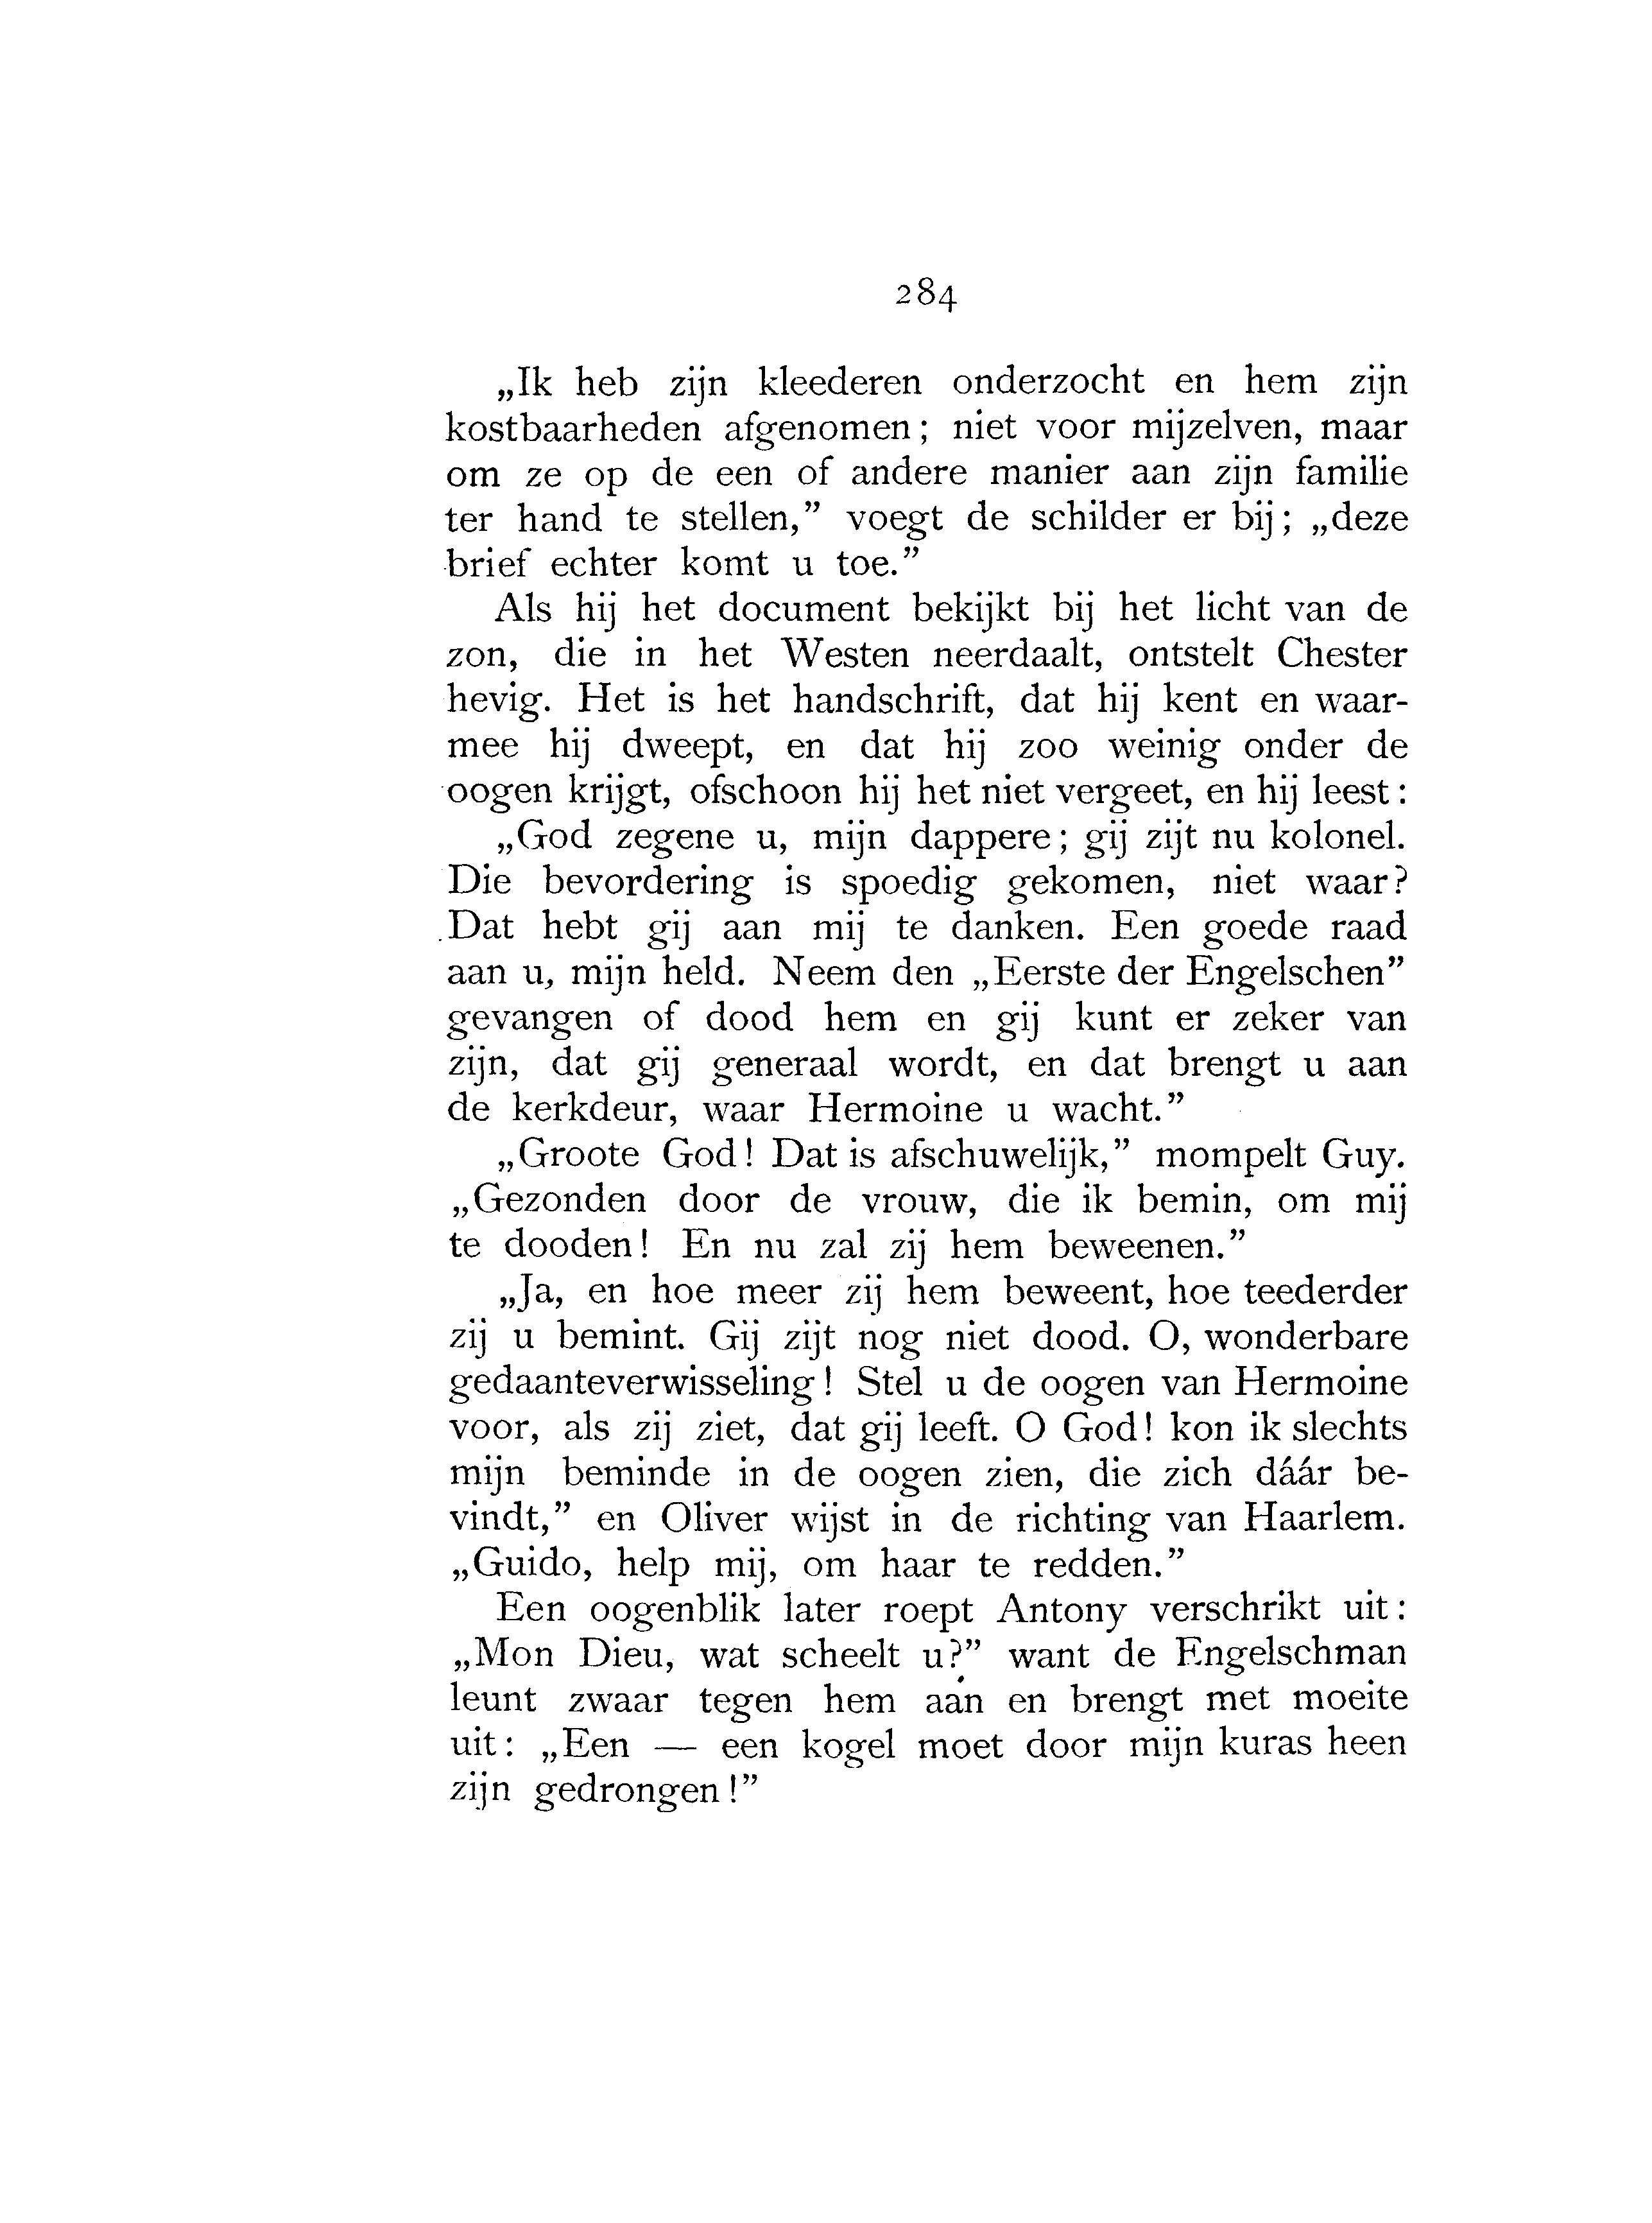 284
„Ik heb zijn kleederen onderzocht en hem zijn
kostbaarheden afgenomen; niet voor mijzelven, maar
om ze op de een of andere manier aan zijn familie
ter hand te stellen,” voegt de schilder er bij; „deze
brief echter komt u toe.”
Als hij het document bekijkt bij het licht van de
zon, die in het Westen neerdaalt, ontstelt Chester
hevig. Het is het handschrift, dat hij kent en waar-
mee hij dweept, en dat hij zoo weinig onder de
oogen krijgt, ofschoon hij het niet vergeet, en hij leest:
„God zegene u, mijn dappere; gij zijt nu kolonel.
Die bevordering is spoedig gekomen, niet waar?
Dat hebt gij aan mij te danken. Een goede raad
aan u, mijn held. Neem den „Eerste der Engelschen”
gevangen of dood hem en gij kunt er zeker van
zijn, dat gij generaal wordt, en dat brengt u aan
de kerkdeur, waar Hermoine u wacht.”
„Groote God! Dat is afschuwelijk,” mompelt Guy.
„Gezonden door de vrouw, die ik bemin, om mij
te dooden! En nu zal zij hem beweenen.”
„Ja, en hoe meer zij hem beweent, hoe teederder
zij u bemint. Gij zijt nog niet dood. O, wonderbare
gedaanteverwisseling! Stel u de oogen van Hermoine
voor, als zij ziet, dat gij leeft. O God! kon ik slechts
mijn beminde in de oogen zien, die zich dáár be-
vindt,” en Oliver wijst in de richting van Haarlem.
„Guido, help mij, om haar te redden.”
Een oogenblik later roept Antony verschrikt uit:
„Mon Dieu, wat scheelt u?” want de Engelschman
leunt zwaar tegen hem aan en brengt met moeite
uit: „Een — een kogel moet door mijn kuras heen
zijn gedrongen!”